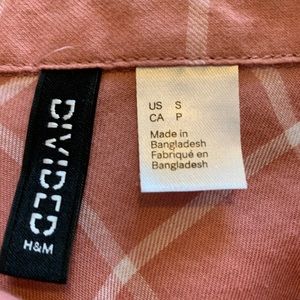 DIVIDED
H&M
US S
CA P
Made in
Bangladesh
Fabriqué en
Bangladesh